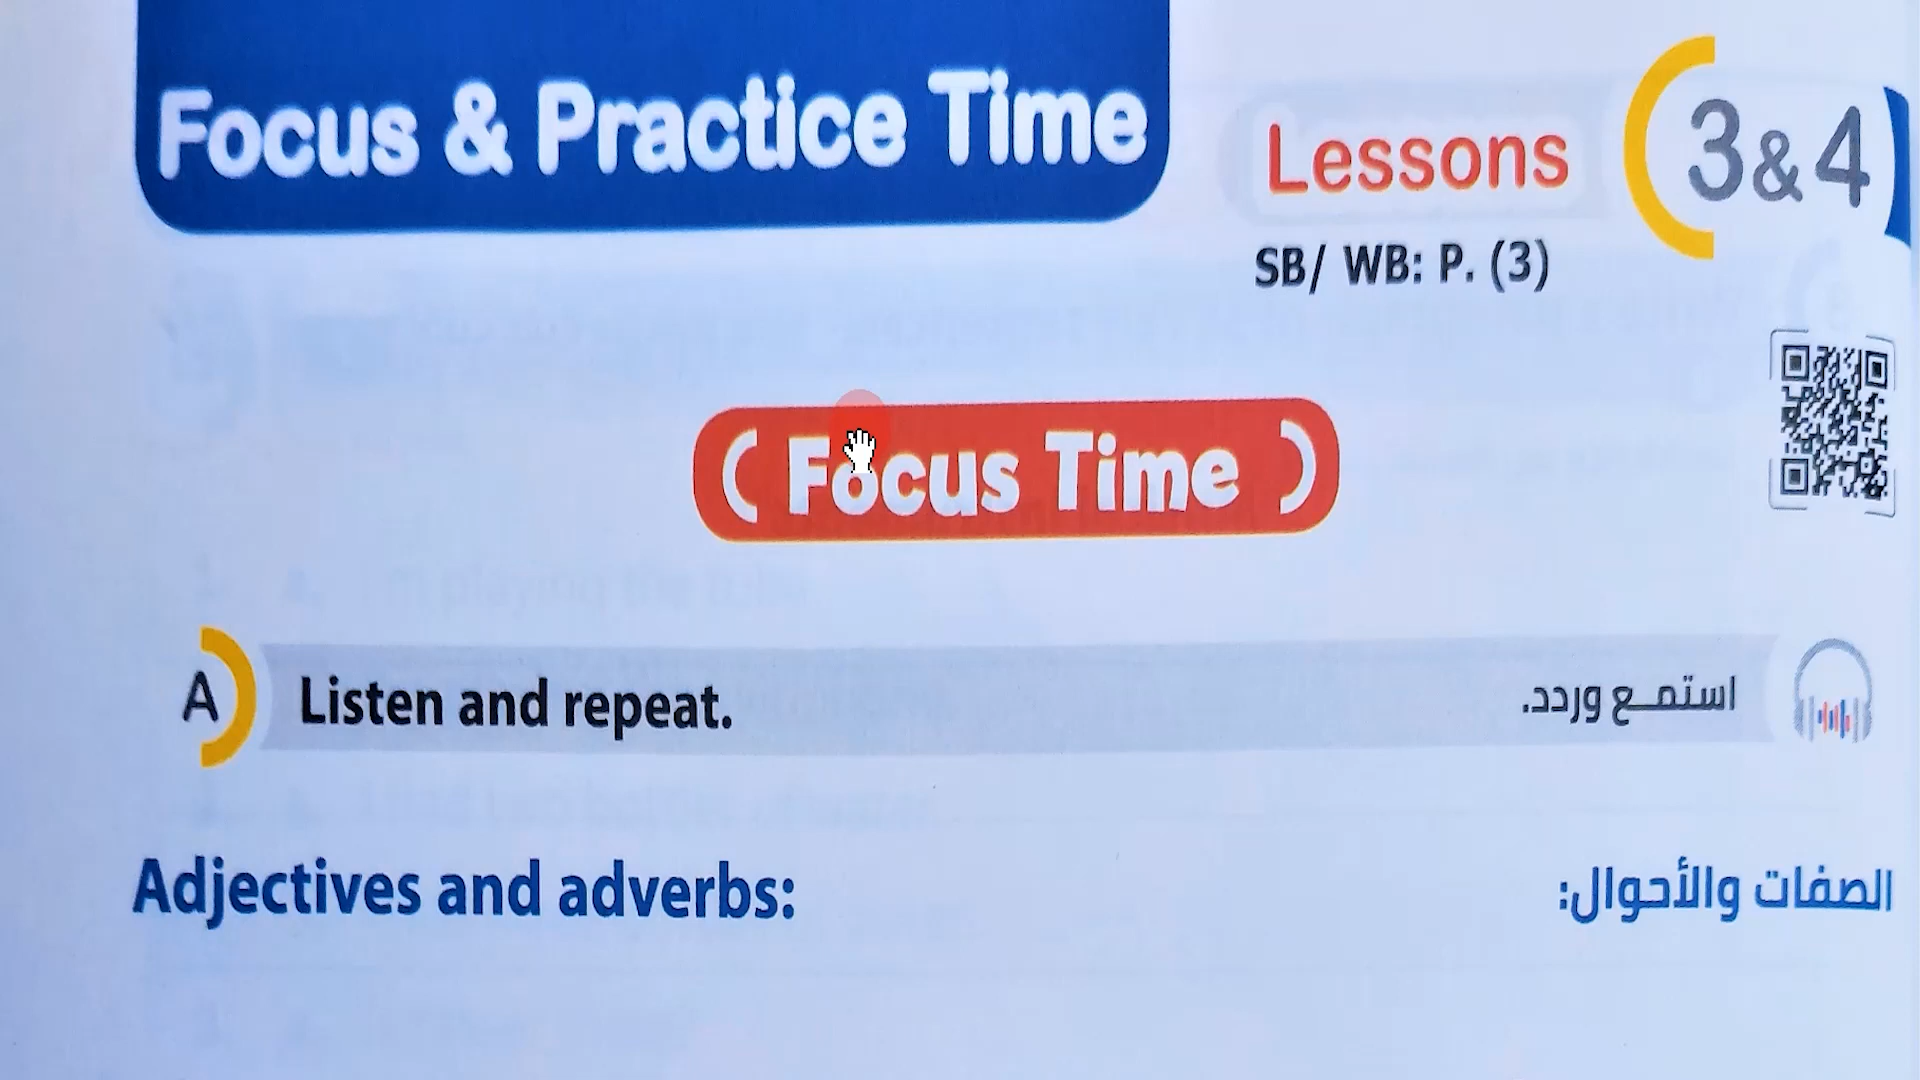 Focus & Practice Time
Lessons 3 & 4
SB/ WB: P. (3)
( Focus Time )
A Listen and repeat. استمع وردد.
Adjectives and adverbs: الصفات والأحوال: